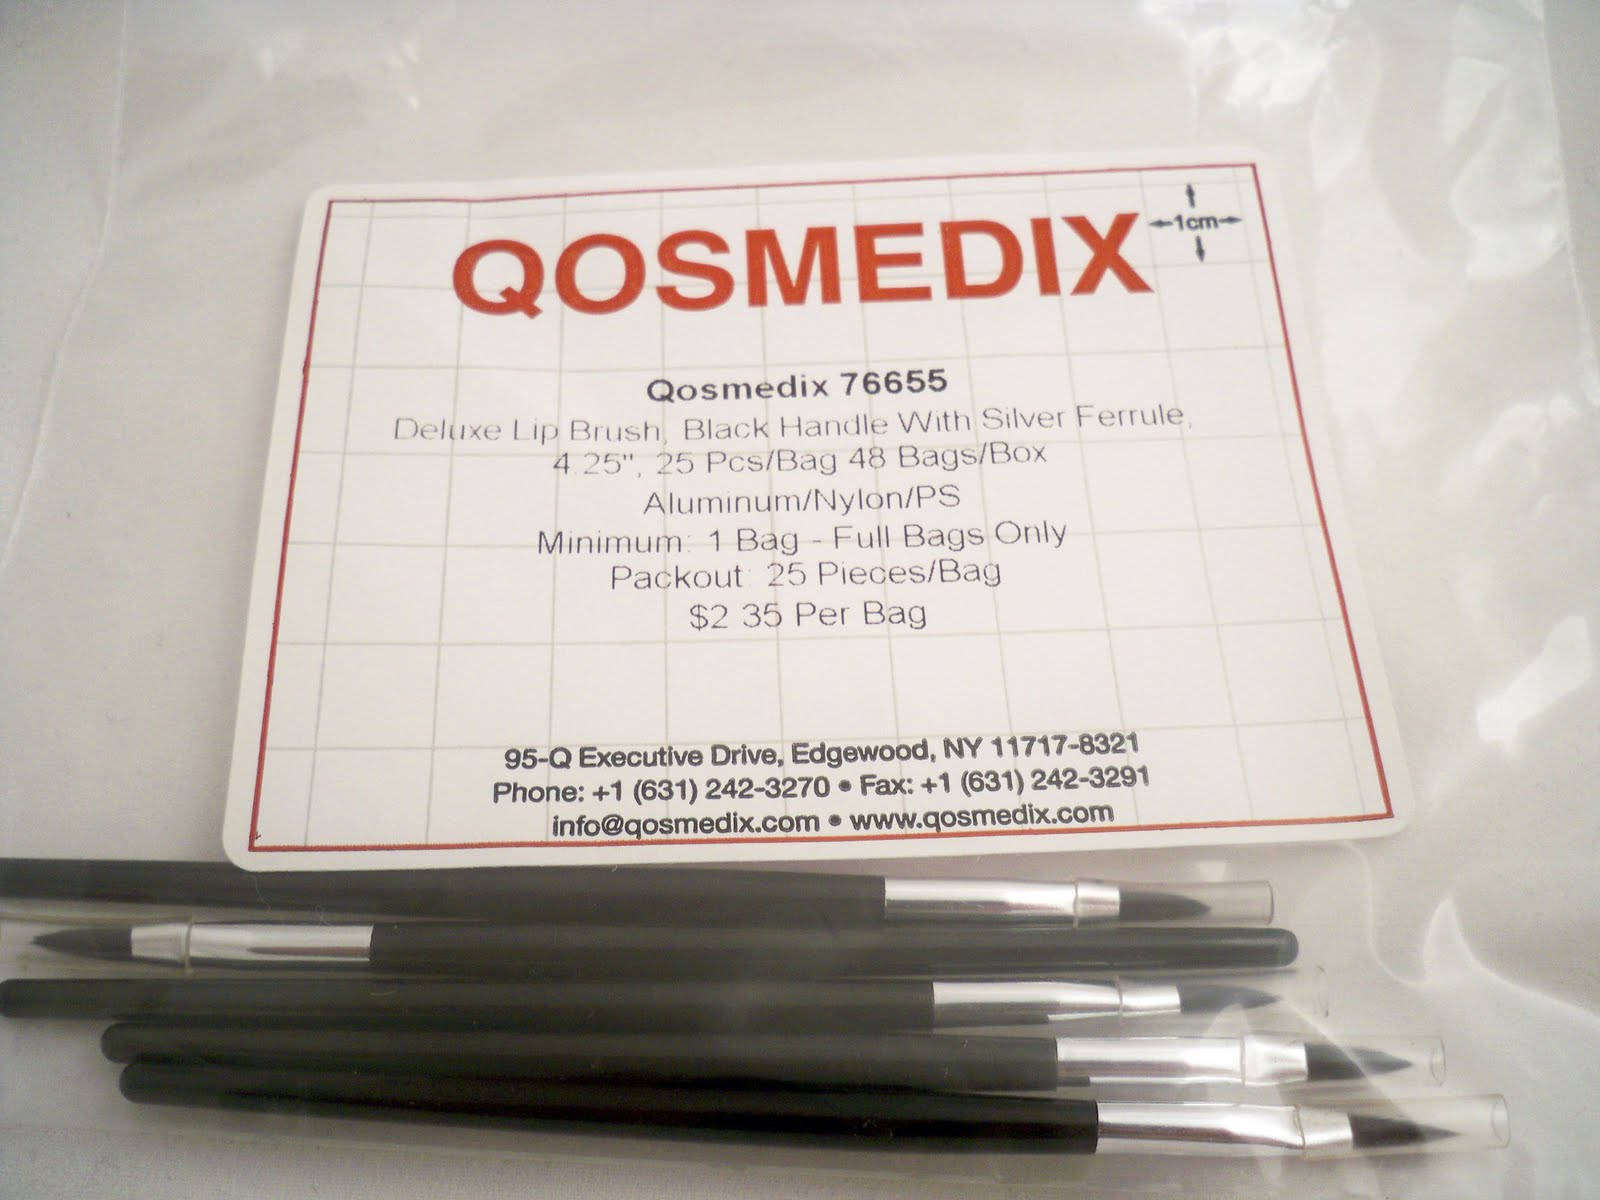 QOSMEDIX
1cm
Qosmedix 76655
Deluxe Lip Brush, Black Handle With Silver Ferrule,
4.25", 25 Pcs/Bag 48 Bags/Box
Aluminum/Nylon/PS
Minimum: 1 Bag - Full Bags Only
Packout: 25 Pieces/Bag
$2.35 Per Bag
95-Q Executive Drive, Edgewood, NY 11717-8321
Phone: +1 (631) 242-3270 • Fax: +1 (631) 242-3291
info@qosmedix.com • www.qosmedix.com